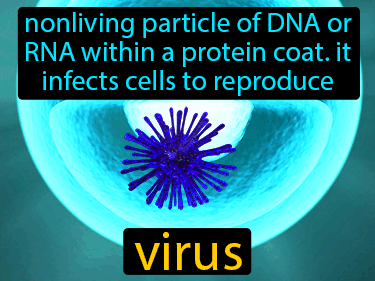 nonliving particle of DNA or
RNA within a protein coat. it
infects cells to reproduce
virus